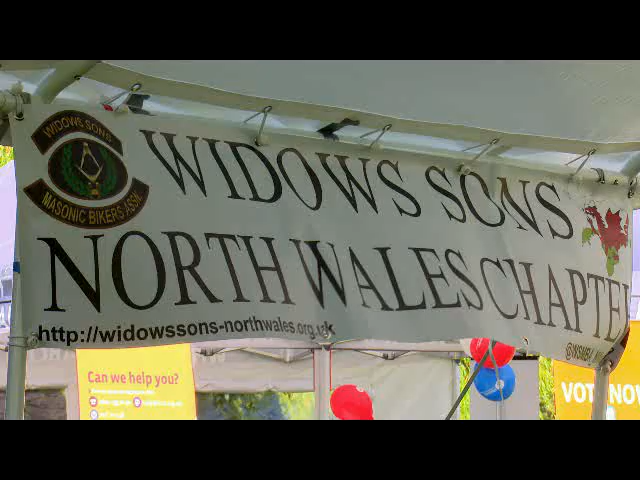 WIDOWS SONS
MASONIC BIKERS ASSN.
WIDOWS SONS
NORTH WALES CHAPTE
http://widowssons-northwales.org.uk
Can we help you?
VOTE NOW